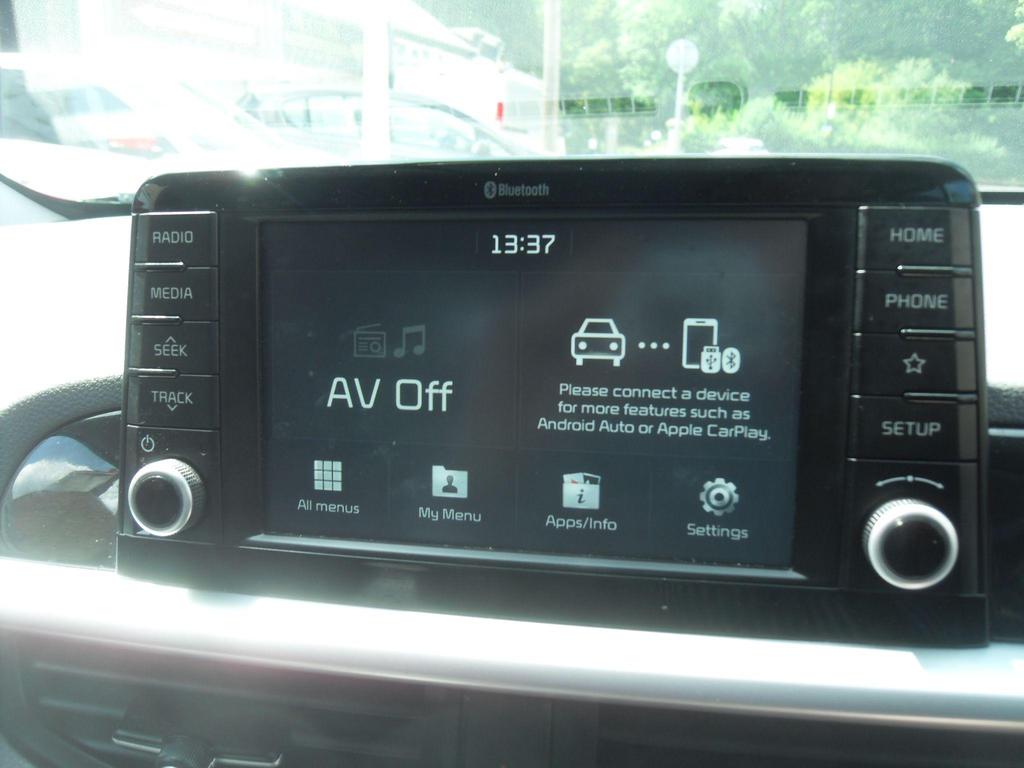 Bluetooth
RADIO
MEDIA
SEEK
TRACK
13:37
AV Off
Please connect a device
for more features such as
Android Auto or Apple CarPlay.
All menus
My Menu
Apps/Info
Settings
HOME
PHONE
SETUP